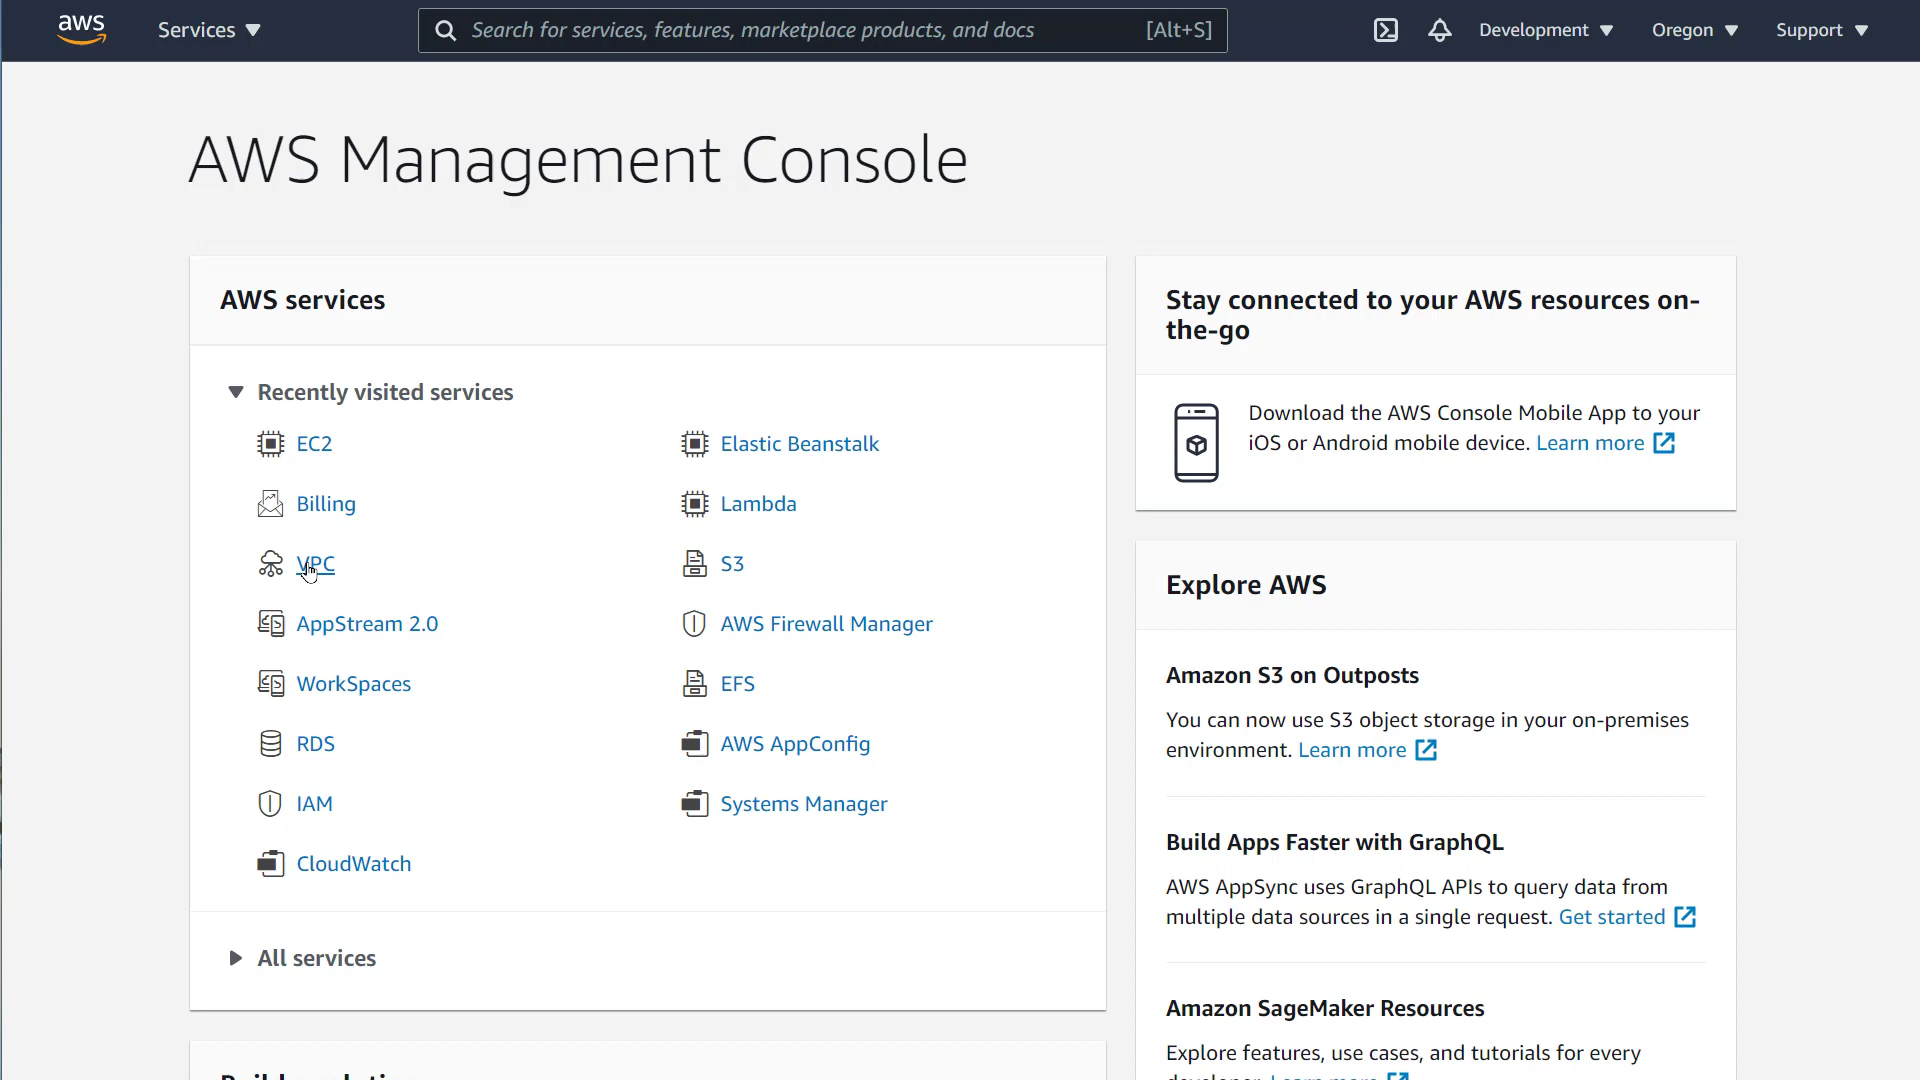 aws
Services
Search for services, features, marketplace products, and docs
[Alt+S]
Development
Oregon
Support
AWS Management Console
AWS services
Recently visited services
EC2
Billing
VPC
AppStream 2.0
WorkSpaces
RDS
IAM
CloudWatch
Elastic Beanstalk
Lambda
S3
AWS Firewall Manager
EFS
AWS AppConfig
Systems Manager
All services
Stay connected to your AWS resources on-
the-go
Download the AWS Console Mobile App to your
iOS or Android mobile device. Learn more
Explore AWS
Amazon S3 on Outposts
You can now use S3 object storage in your on-premises
environment. Learn more
Build Apps Faster with GraphQL
AWS AppSync uses GraphQL APIs to query data from
multiple data sources in a single request. Get started
Amazon SageMaker Resources
Explore features, use cases, and tutorials for every
developer. Learn more